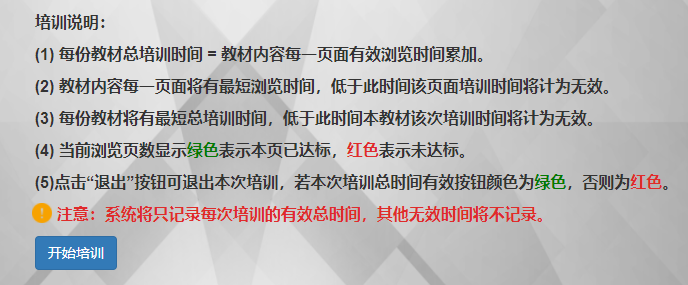 培训说明：
(1) 每份教材总培训时间 = 教材内容每一页面有效浏览时间累加。
(2) 教材内容每一页面将有最短浏览时间，低于此时间该页面培训时间将计为无效。
(3) 每份教材将有最短总培训时间，低于此时间本教材该次培训时间将计为无效。
(4) 当前浏览页数显示绿色表示本页已达标，红色表示未达标。
(5)点击“退出”按钮可退出本次培训，若本次培训总时间有效按钮颜色为绿色，否则为红色。
! 注意：系统将只记录每次培训的有效总时间，其他无效时间将不记录。
开始培训